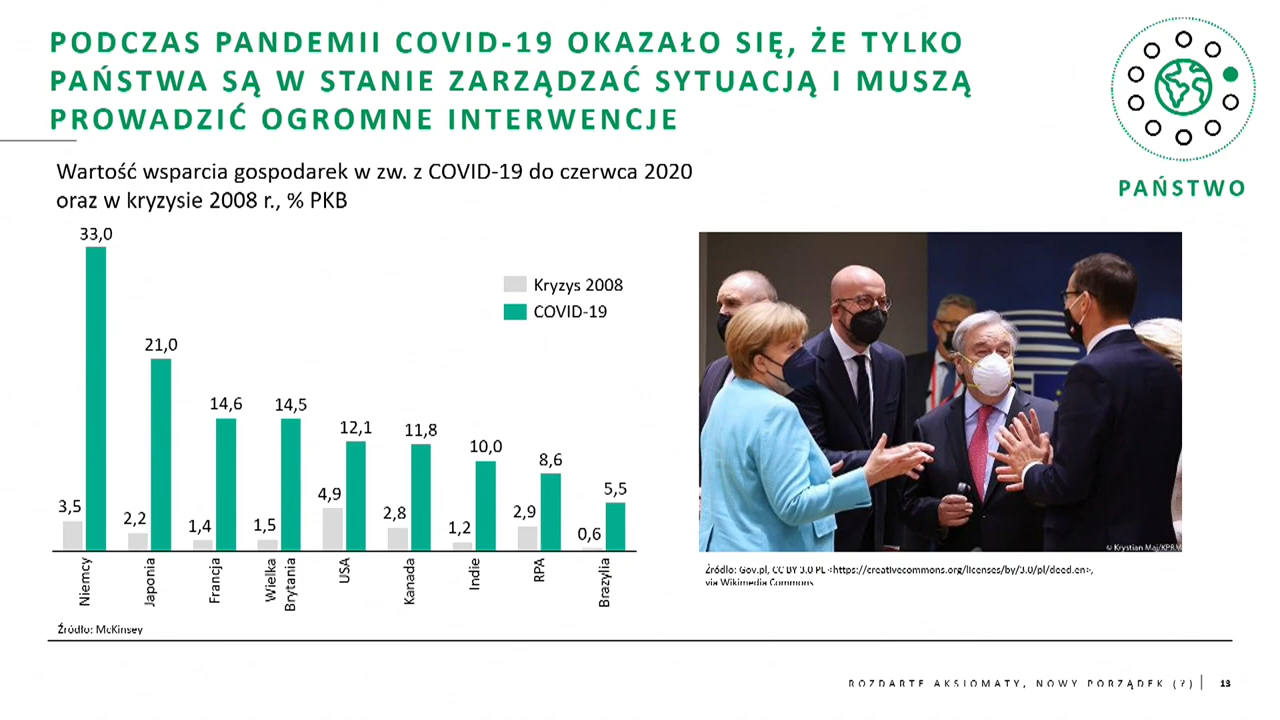 PODCZAS PANDEMII COVID-19 OKAZAŁO SIĘ, ŻE TYLKO
PAŃSTWA SĄ W STANIE ZARZĄDZAĆ SYTUACJĄ I MUSZĄ
PROWADZIĆ OGROMNE INTERWENCJE
PAŃSTWO
Wartość wsparcia gospodarek w zw. z COVID-19 do czerwca 2020
oraz w kryzysie 2008 r., % PKB
Kryzys 2008
COVID-19
3,5
33,0
2,2
21,0
1,4
14,6
1,5
14,5
4,9
12,1
2,8
11,8
1,2
10,0
2,9
8,6
0,6
5,5
Niemcy
Japonia
Francja
Wielka
Brytania
USA
Kanada
Indie
RPA
Brazylia
Źródło: McKinsey
© Krystian Maj/KPRM
Źródło: Gov.pl, CC BY 3.0 PL <https://creativecommons.org/licenses/by/3.0/pl/deed.en>,
via Wikimedia Commons
ROZDARTE AKSJOMATY, NOWY PORZĄDEK (?) | 13